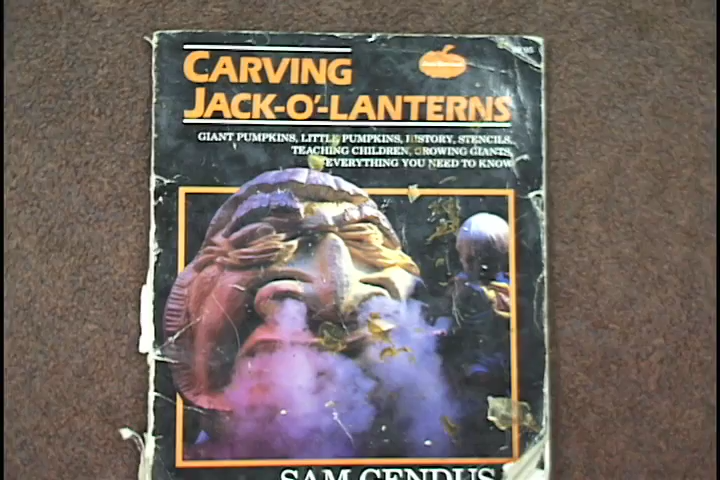 CARVING
JACK-O'-LANTERNS
GIANT PUMPKINS, LITTLE PUMPKINS, HISTORY, STENCILS,
TEACHING CHILDREN, GROWING GIANTS,
EVERYTHING YOU NEED TO KNOW
SAM GENDUS